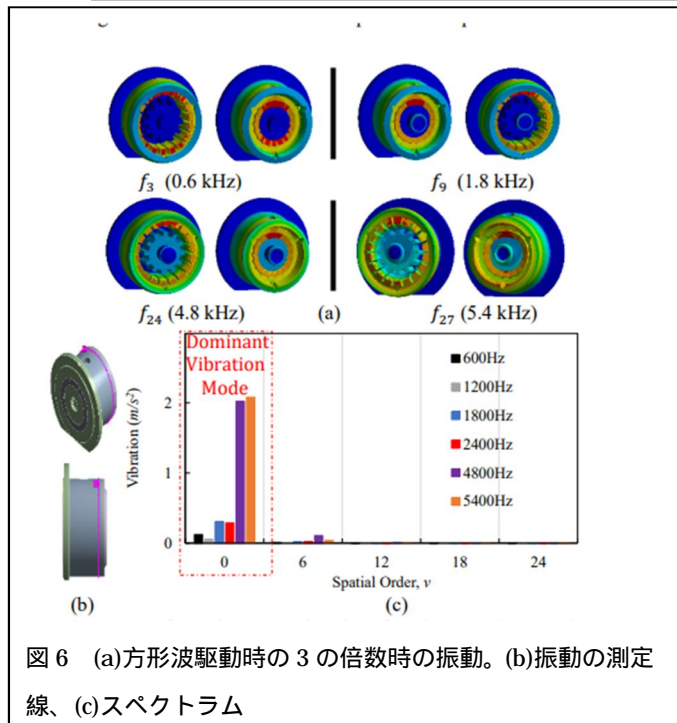 f₃ (0.6 kHz)
f₉ (1.8 kHz)
f₂₄ (4.8 kHz)
(a)
f₂₇ (5.4 kHz)
Dominant
Vibration
Mode
Vibration (m/s²)
2
1
0
600Hz
1200Hz
1800Hz
2400Hz
4800Hz
5400Hz
0
6
12
18
24
Spatial Order, v
(b)
(c)
図 6 (a)方形波駆動時の 3 の倍数時の振動。(b)振動の測定
線、(c)スペクトラム